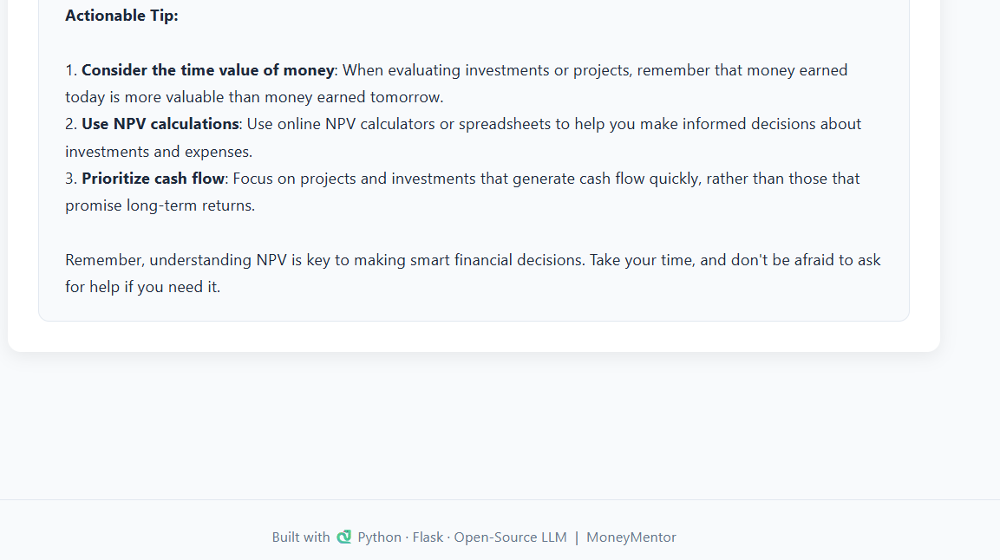 Actionable Tip:
1. Consider the time value of money: When evaluating investments or projects, remember that money earned
today is more valuable than money earned tomorrow.
2. Use NPV calculations: Use online NPV calculators or spreadsheets to help you make informed decisions about
investments and expenses.
3. Prioritize cash flow: Focus on projects and investments that generate cash flow quickly, rather than those that
promise long-term returns.
Remember, understanding NPV is key to making smart financial decisions. Take your time, and don't be afraid to ask
for help if you need it.
Built with Python · Flask · Open-Source LLM | MoneyMentor